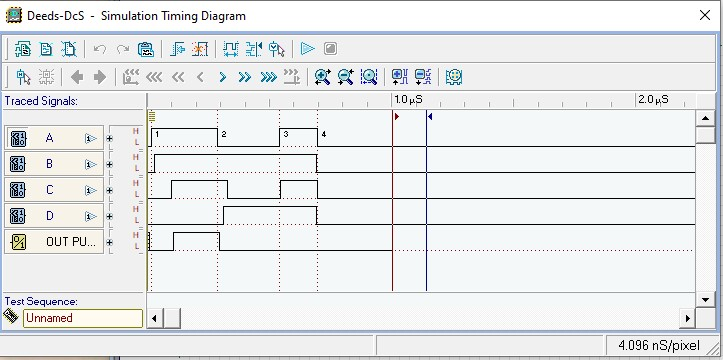 Deeds-DcS - Simulation Timing Diagram
Traced Signals:
1.0 µS
2.0 µS
A
H
L
1
2
3
4
B
H
L
C
H
L
D
H
L
OUT PU...
H
L
Test Sequence:
Unnamed
4.096 nS/pixel